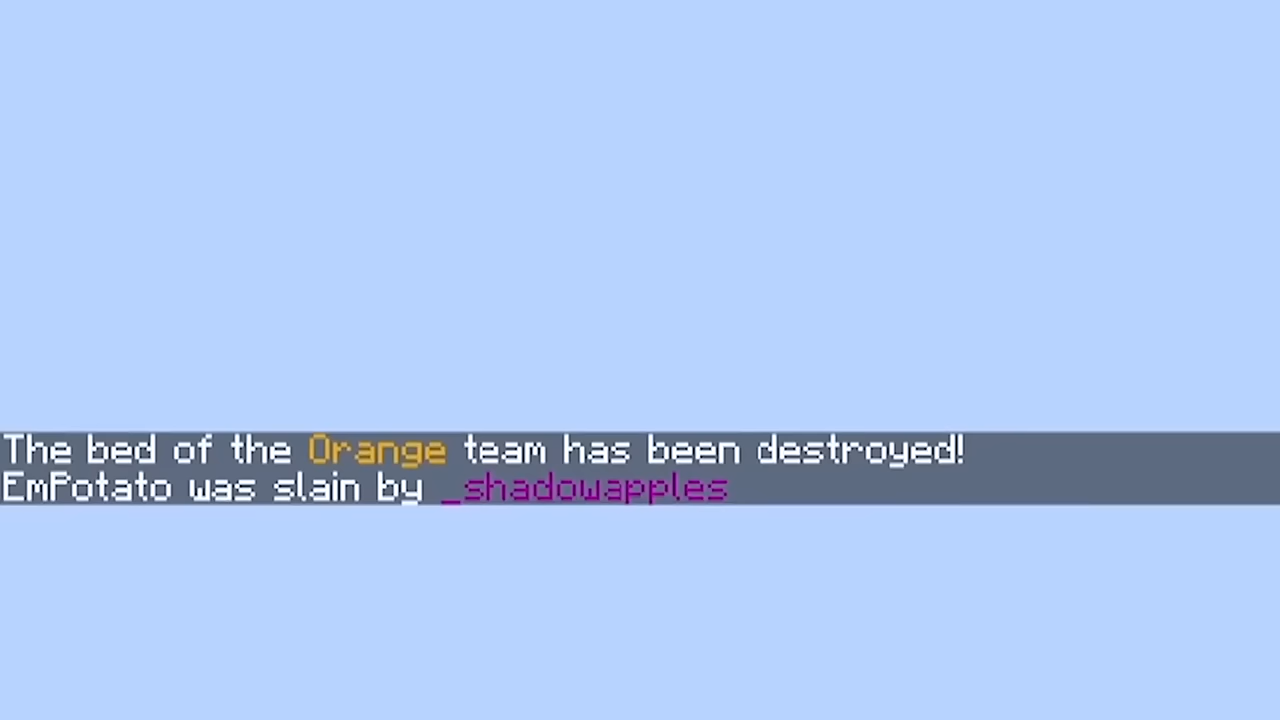 The bed of the Orange team has been destroyed!
EmPotato was slain by _shadowapples